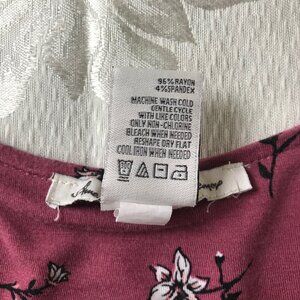 96%RAYON
4%SPANDEX
MACHINE WASH COLD
GENTLE CYCLE
WITH LIKE COLORS
ONLY NON-CHLORINE
BLEACH WHEN NEEDED
RESHAPE DRY FLAT
COOL IRON WHEN NEEDED